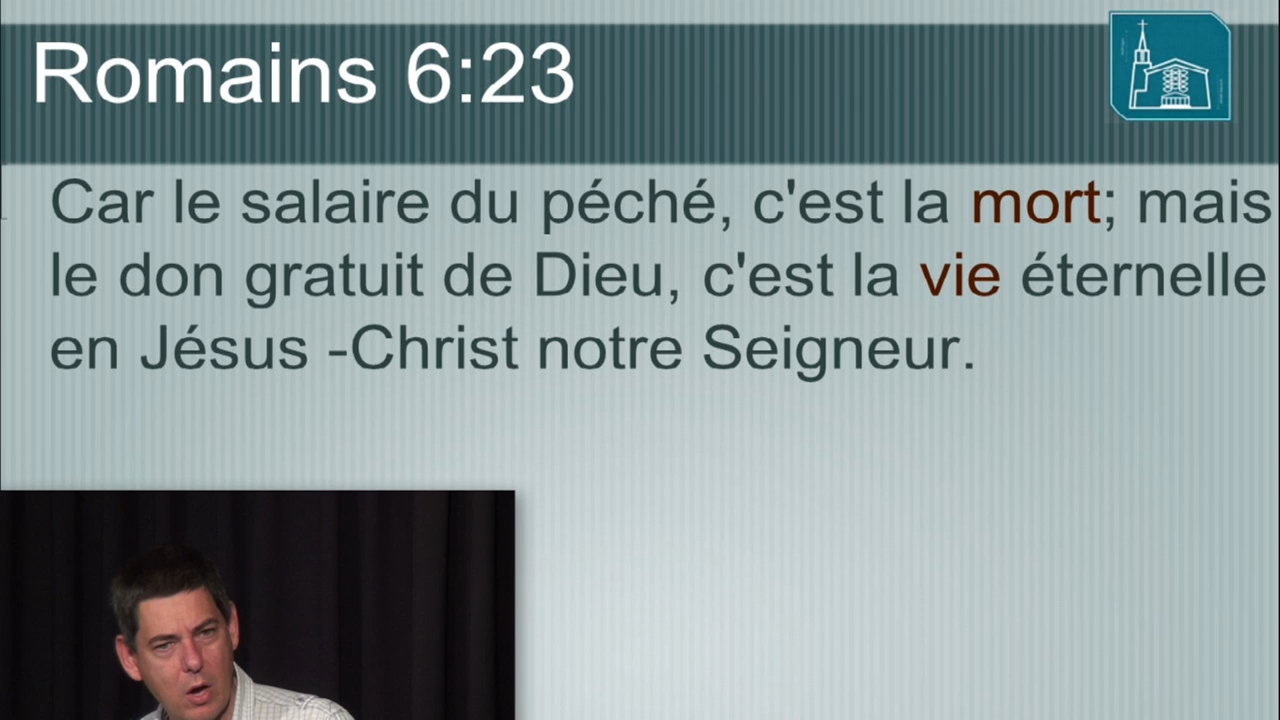 Romains 6:23
Car le salaire du péché, c'est la mort; mais
le don gratuit de Dieu, c'est la vie éternelle
en Jésus -Christ notre Seigneur.